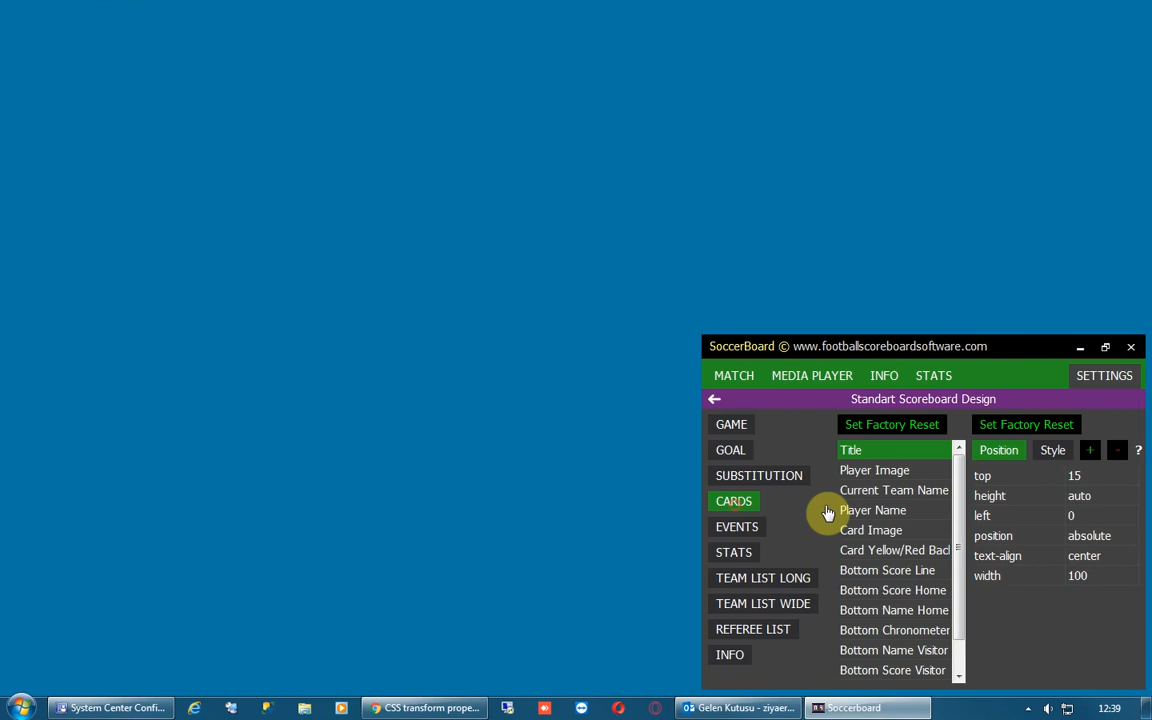 SoccerBoard © www.footballscoreboardsoftware.com
MATCH MEDIA PLAYER INFO STATS SETTINGS
Standart Scoreboard Design
GAME
GOAL
SUBSTITUTION
CARDS
EVENTS
STATS
TEAM LIST LONG
TEAM LIST WIDE
REFEREE LIST
INFO
Set Factory Reset
Title
Player Image
Current Team Name
Player Name
Card Image
Card Yellow/Red Bacl
Bottom Score Line
Bottom Score Home
Bottom Name Home
Bottom Chronometer
Bottom Name Visitor
Bottom Score Visitor
Set Factory Reset
Position Style + - ?
top 15
height auto
left 0
position absolute
text-align center
width 100
System Center Confi... CSS transform prope... Gelen Kutusu - ziyaer... Soccerboard 12:39